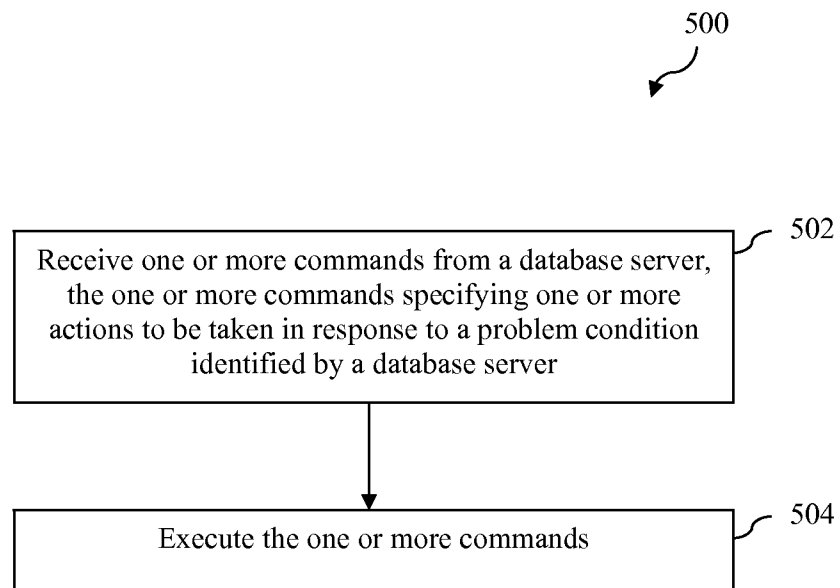 500
502
Receive one or more commands from a database server,
the one or more commands specifying one or more
actions to be taken in response to a problem condition
identified by a database server
504
Execute the one or more commands